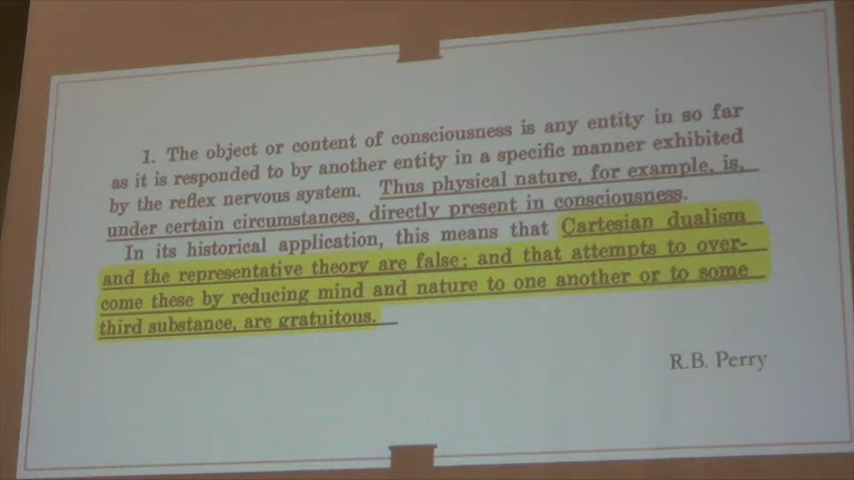 1. The object or content of consciousness is any entity in so far
as it is responded to by another entity in a specific manner exhibited
by the reflex nervous system. Thus physical nature, for example, is,
under certain circumstances, directly present in consciousness.
In its historical application, this means that Cartesian dualism
and the representative theory are false; and that attempts to over-
come these by reducing mind and nature to one another or to some
third substance, are gratuitous.
R.B. Perry